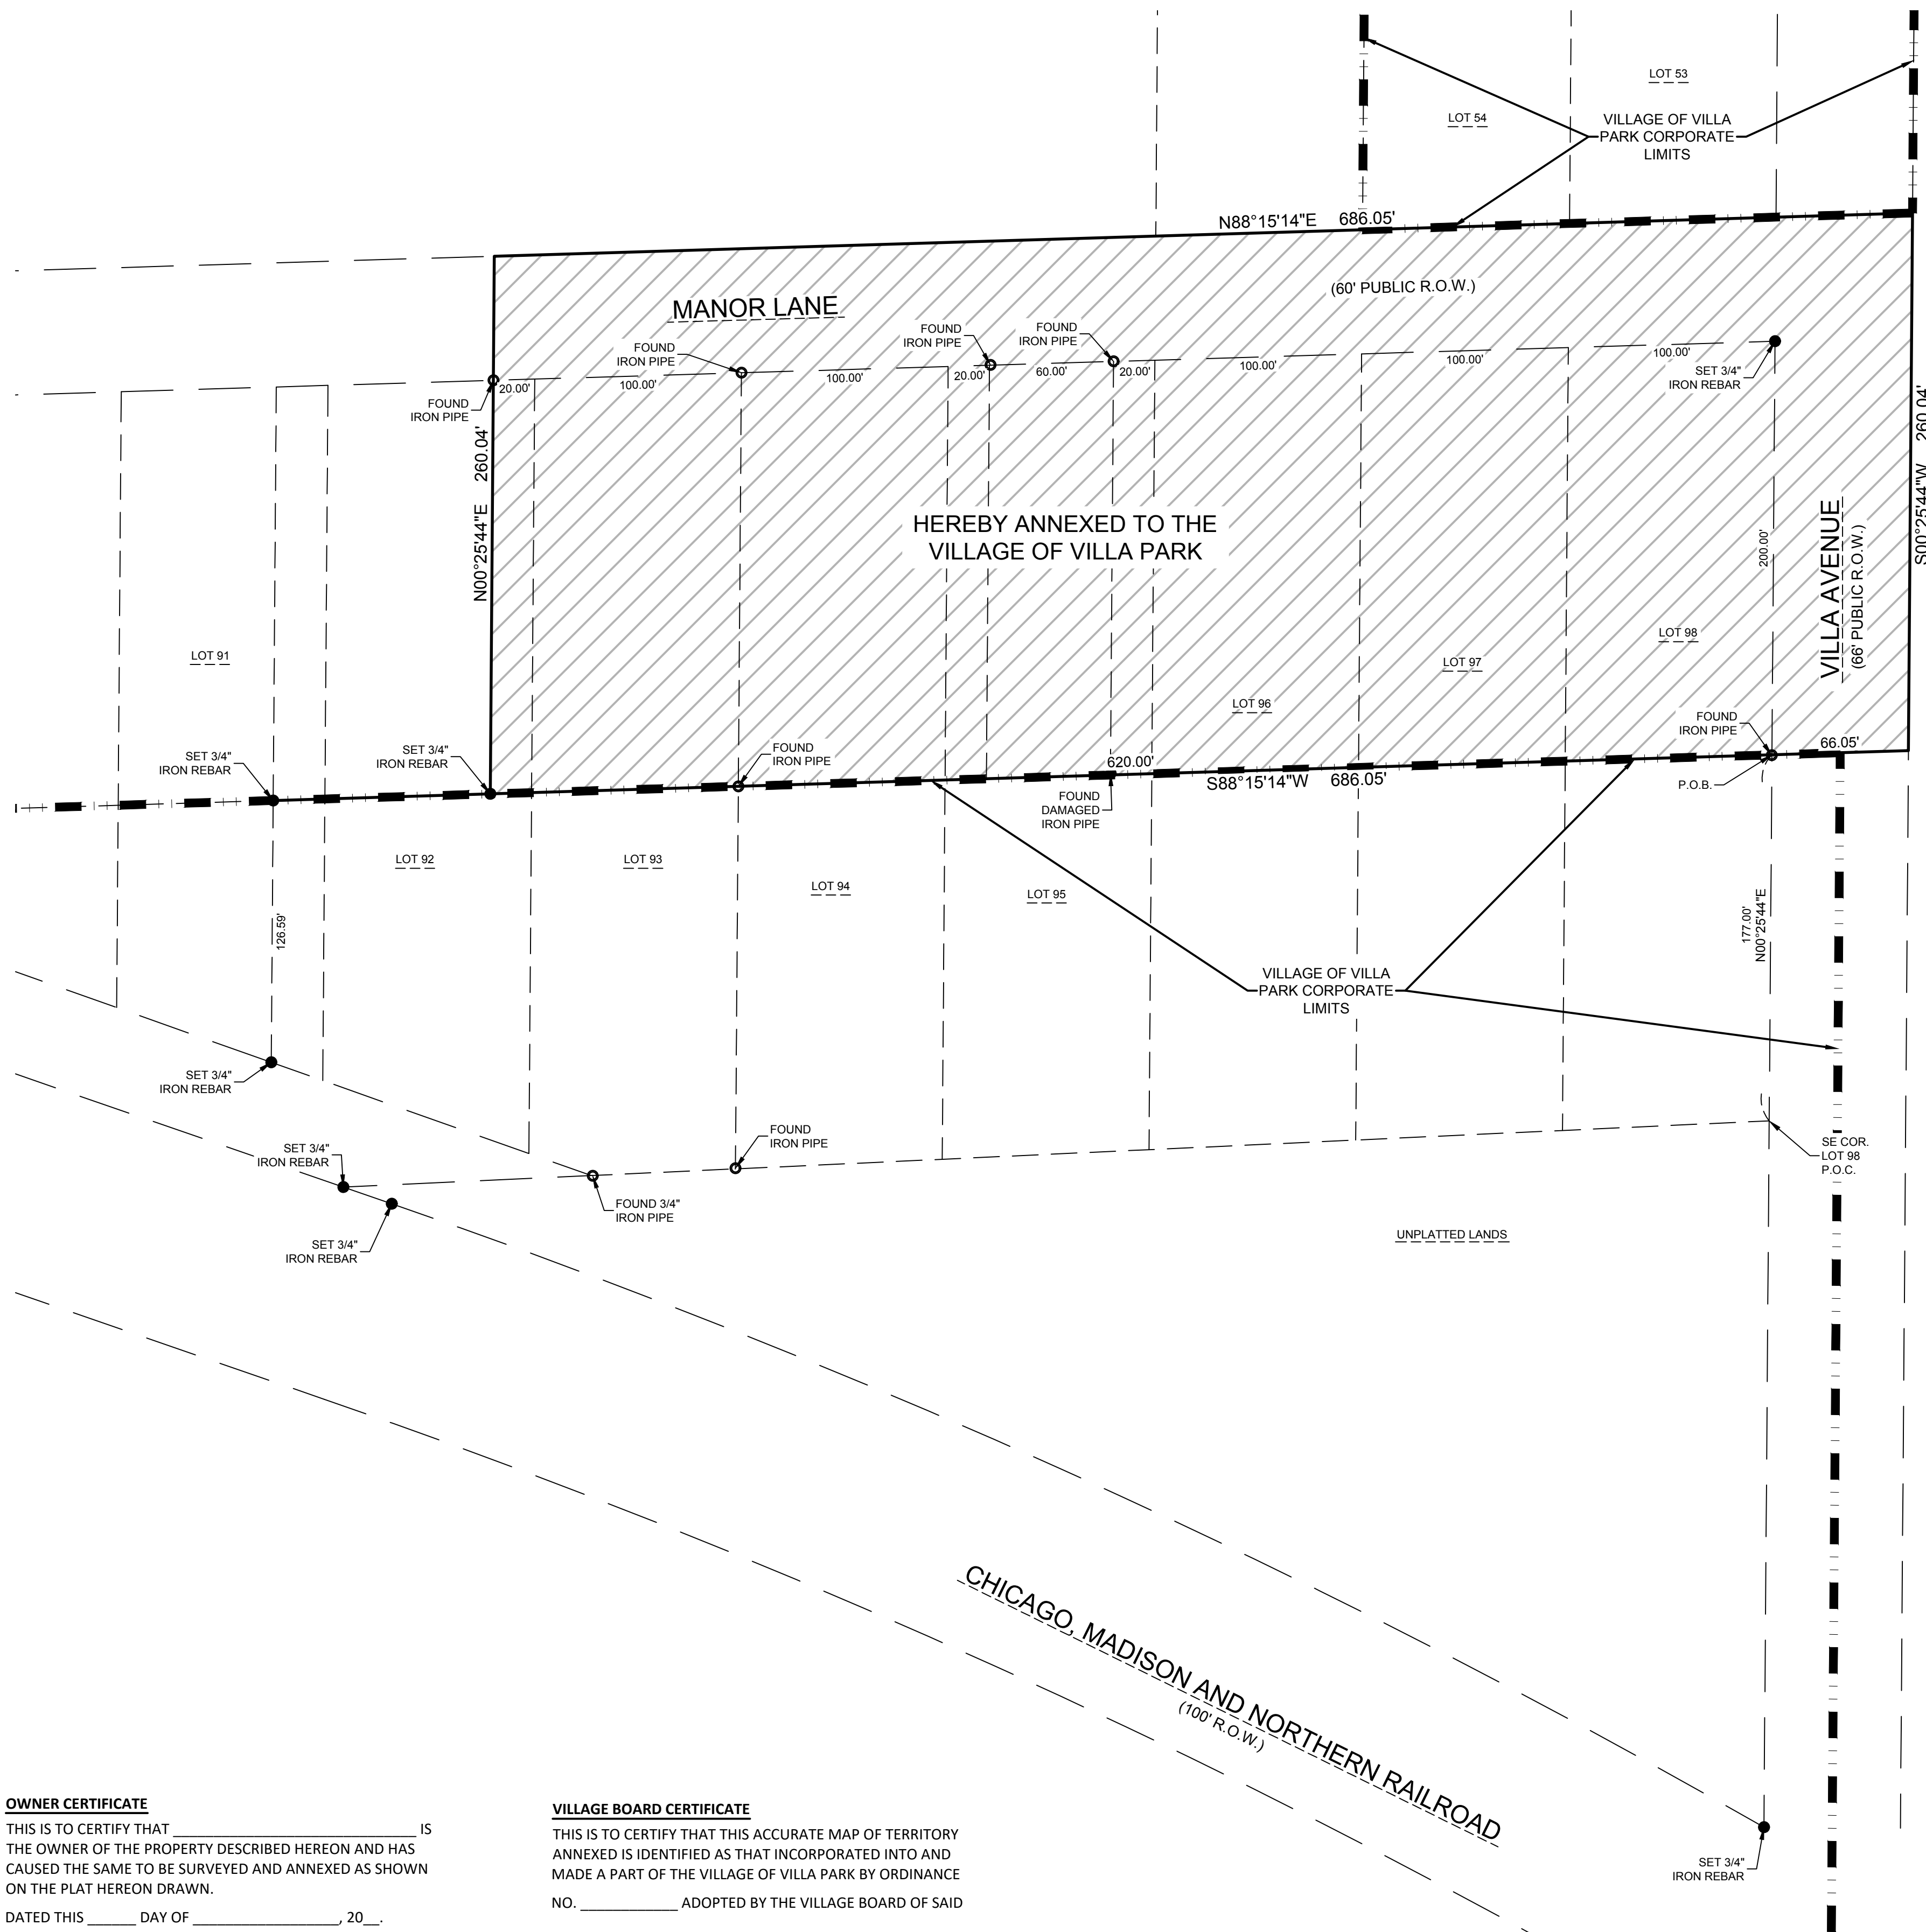 LOT 53
LOT 54
VILLAGE OF VILLA
PARK CORPORATE
LIMITS
N88°15'14"E 686.05'
(60' PUBLIC R.O.W.)
MANOR LANE
FOUND
IRON PIPE
FOUND
IRON PIPE
FOUND
IRON PIPE
SET 3/4"
IRON REBAR
20.00'
100.00'
100.00'
20.00'
60.00'
20.00'
100.00'
100.00'
100.00'
FOUND
IRON PIPE
N00°25'44"E 260.04'
S00°25'44"W 260.04'
HEREBY ANNEXED TO THE
VILLAGE OF VILLA PARK
200.00'
VILLA AVENUE
(66' PUBLIC R.O.W.)
LOT 91
LOT 98
LOT 97
LOT 96
SET 3/4"
IRON REBAR
SET 3/4"
IRON REBAR
FOUND
IRON PIPE
FOUND
IRON PIPE
66.05'
620.00'
S88°15'14"W 686.05'
P.O.B.
FOUND
DAMAGED
IRON PIPE
LOT 92
LOT 93
LOT 94
LOT 95
126.59'
177.00'
N00°25'44"E
VILLAGE OF VILLA
PARK CORPORATE
LIMITS
SET 3/4"
IRON REBAR
FOUND
IRON PIPE
SET 3/4"
IRON REBAR
SE COR.
LOT 98
P.O.C.
FOUND 3/4"
IRON PIPE
SET 3/4"
IRON REBAR
UNPLATTED LANDS
CHICAGO, MADISON AND NORTHERN RAILROAD
(100' R.O.W.)
SET 3/4"
IRON REBAR
OWNER CERTIFICATE
THIS IS TO CERTIFY THAT ______________________________ IS
THE OWNER OF THE PROPERTY DESCRIBED HEREON AND HAS
CAUSED THE SAME TO BE SURVEYED AND ANNEXED AS SHOWN
ON THE PLAT HEREON DRAWN.
DATED THIS ______ DAY OF __________________, 20__.
VILLAGE BOARD CERTIFICATE
THIS IS TO CERTIFY THAT THIS ACCURATE MAP OF TERRITORY
ANNEXED IS IDENTIFIED AS THAT INCORPORATED INTO AND
MADE A PART OF THE VILLAGE OF VILLA PARK BY ORDINANCE
NO. ____________ ADOPTED BY THE VILLAGE BOARD OF SAID